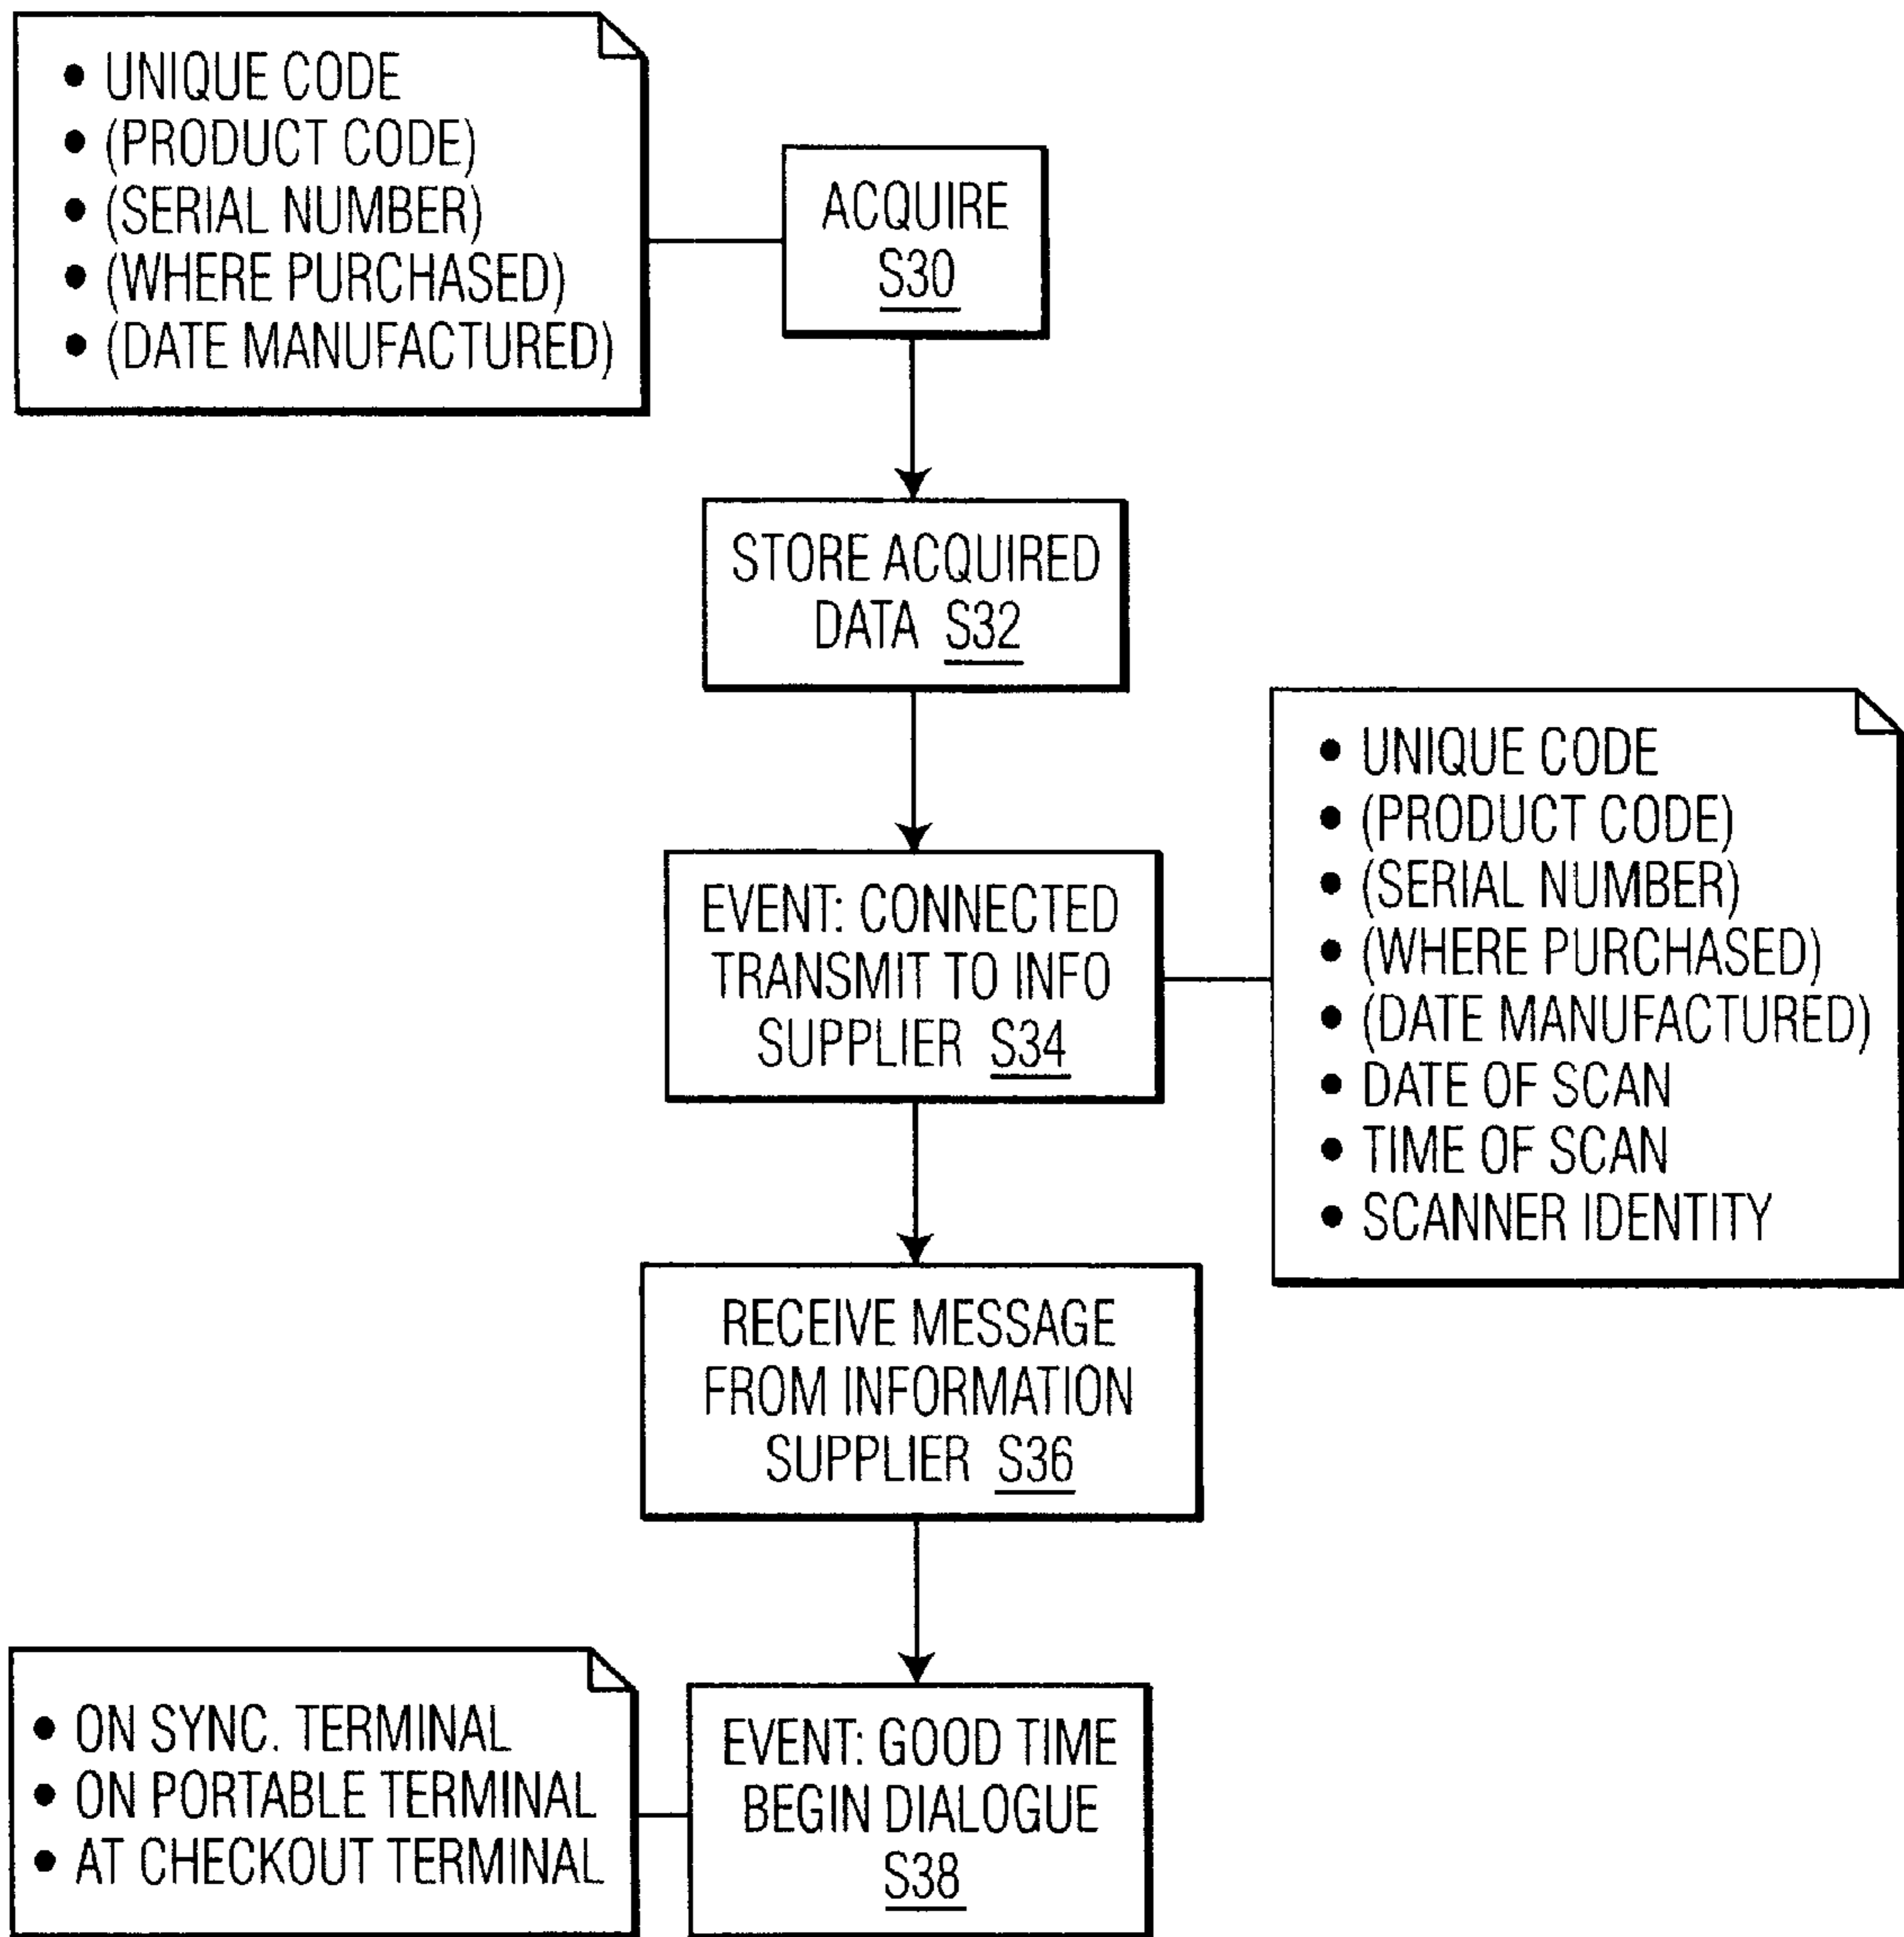 • UNIQUE CODE
• (PRODUCT CODE)
• (SERIAL NUMBER)
• (WHERE PURCHASED)
• (DATE MANUFACTURED)
ACQUIRE
S30
STORE ACQUIRED
DATA S32
EVENT: CONNECTED
TRANSMIT TO INFO
SUPPLIER S34
• UNIQUE CODE
• (PRODUCT CODE)
• (SERIAL NUMBER)
• (WHERE PURCHASED)
• (DATE MANUFACTURED)
• DATE OF SCAN
• TIME OF SCAN
• SCANNER IDENTITY
RECEIVE MESSAGE
FROM INFORMATION
SUPPLIER S36
• ON SYNC. TERMINAL
• ON PORTABLE TERMINAL
• AT CHECKOUT TERMINAL
EVENT: GOOD TIME
BEGIN DIALOGUE
S38